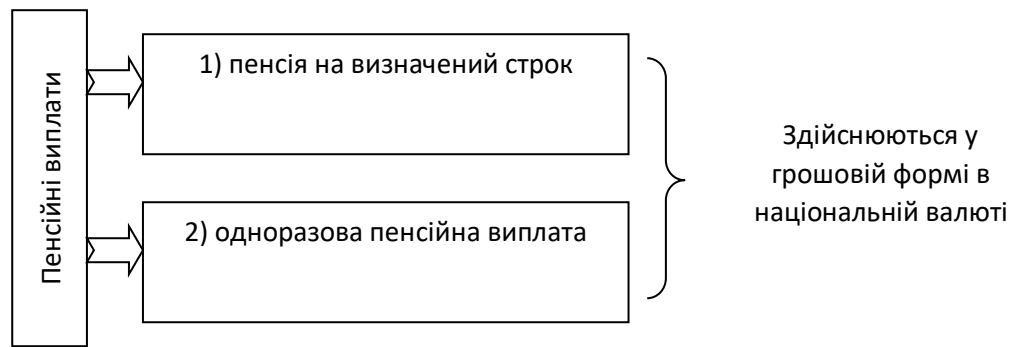 Пенсійні виплати
1) пенсія на визначений строк
2) одноразова пенсійна виплата
Здійснюються у
грошовій формі в
національній валюті